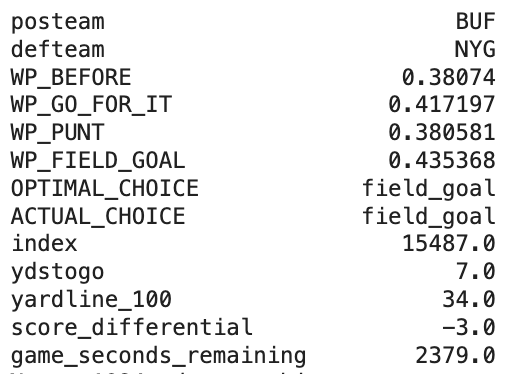 posteam BUF
defteam NYG
WP_BEFORE 0.38074
WP_GO_FOR_IT 0.417197
WP_PUNT 0.380581
WP_FIELD_GOAL 0.435368
OPTIMAL_CHOICE field_goal
ACTUAL_CHOICE field_goal
index 15487.0
ydstogo 7.0
yardline_100 34.0
score_differential -3.0
game_seconds_remaining 2379.0